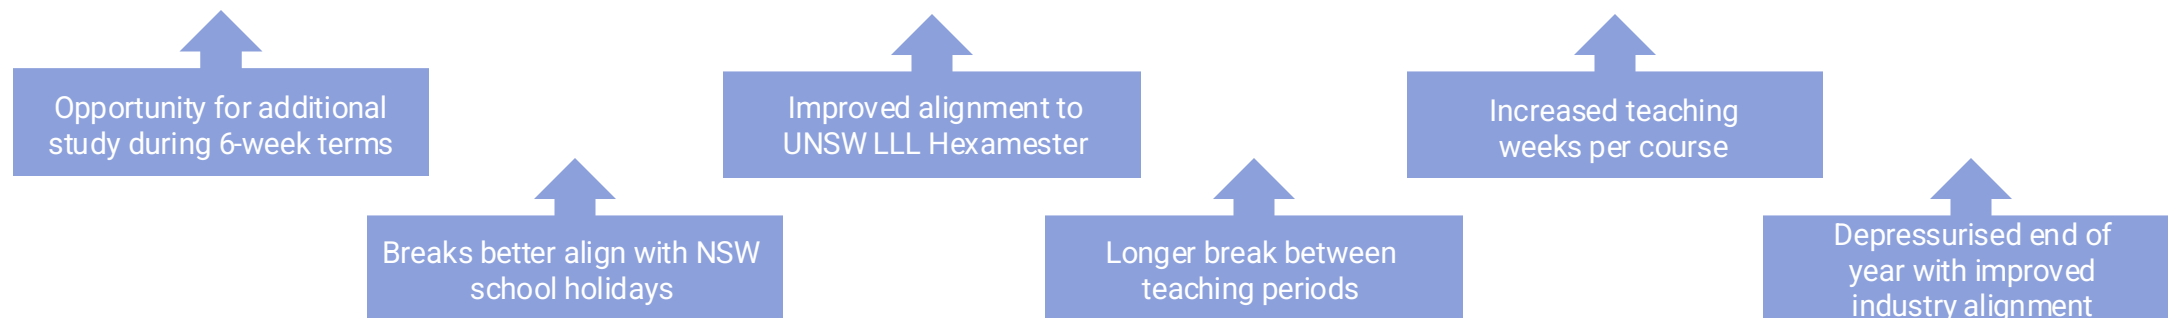 Opportunity for additional
study during 6-week terms
Breaks better align with NSW
school holidays
Improved alignment to
UNSW LLL Hexamester
Longer break between
teaching periods
Increased teaching
weeks per course
Depressurised end of
year with improved
industry alignment